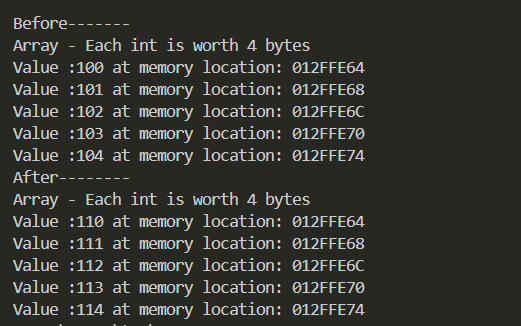 Before-------
Array - Each int is worth 4 bytes
Value :100 at memory location: 012FFE64
Value :101 at memory location: 012FFE68
Value :102 at memory location: 012FFE6C
Value :103 at memory location: 012FFE70
Value :104 at memory location: 012FFE74
After--------
Array - Each int is worth 4 bytes
Value :110 at memory location: 012FFE64
Value :111 at memory location: 012FFE68
Value :112 at memory location: 012FFE6C
Value :113 at memory location: 012FFE70
Value :114 at memory location: 012FFE74